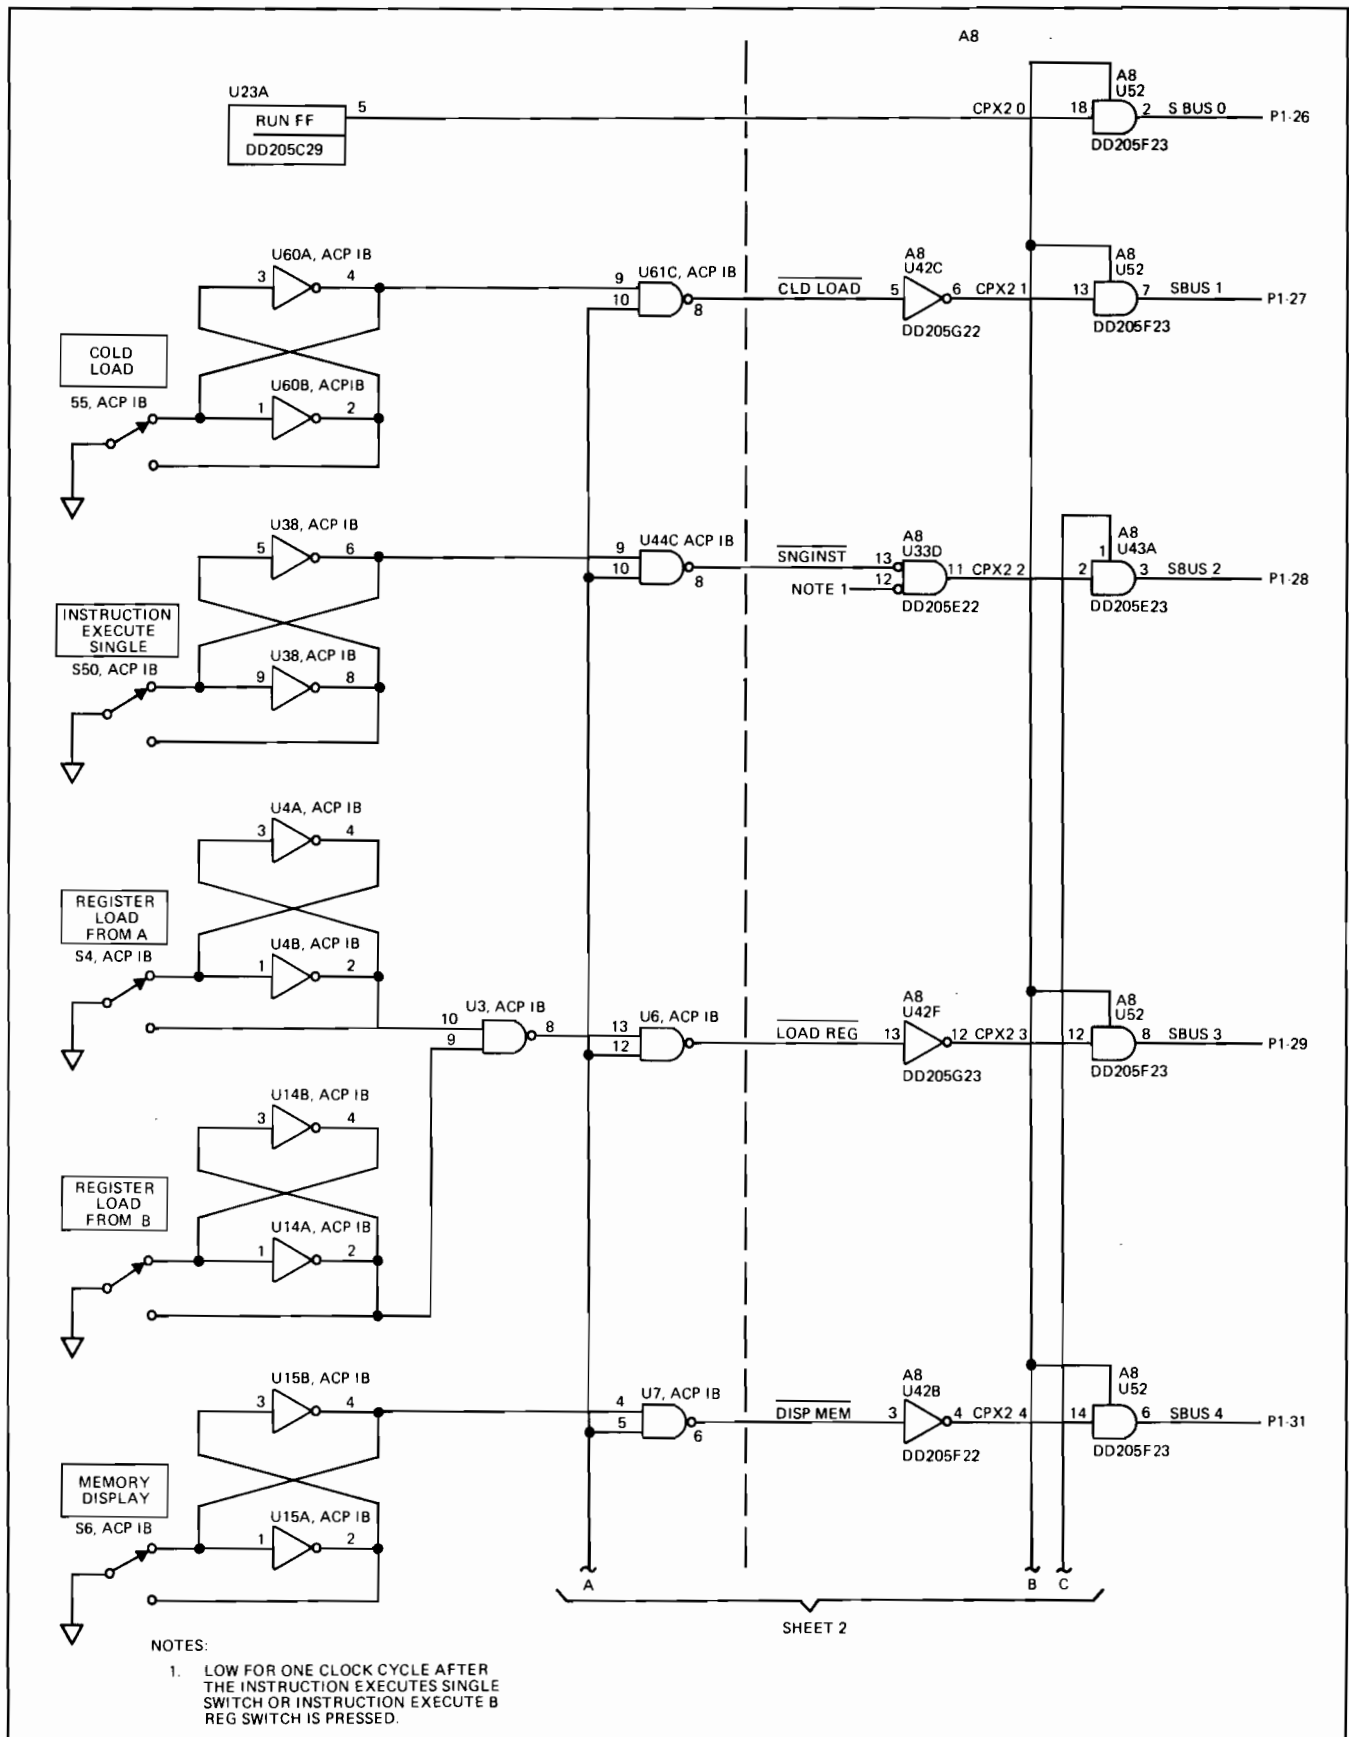 A8
U23A
RUN FF
DD205C29
5
CPX2 0
18
A8
U52
2
S BUS 0
P1-26
DD205F23
U60A, ACP IB
3
4
COLD
LOAD
55, ACP IB
U60B, ACPIB
1
2
U61C, ACP IB
9
10
8
CLD LOAD
A8
U42C
5
6
CPX2 1
DD205G22
A8
U52
13
7
SBUS 1
P1-27
DD205F23
U38, ACP IB
5
6
INSTRUCTION
EXECUTE
SINGLE
S50, ACP IB
U38, ACP IB
9
8
U44C ACP IB
9
10
8
SNGINST
NOTE 1
A8
U33D
13
12
11
CPX2 2
DD205E22
A8
U43A
1
2
3
SBUS 2
P1-28
DD205E23
U4A, ACP IB
3
4
REGISTER
LOAD
FROM A
S4, ACP IB
U4B, ACP IB
1
2
U3, ACP IB
10
9
8
U6, ACP IB
13
12
LOAD REG
A8
U42F
13
12
CPX2 3
DD205G23
A8
U52
12
8
SBUS 3
P1-29
DD205F23
U14B, ACP IB
3
4
REGISTER
LOAD
FROM B
U14A, ACP IB
1
2
U15B, ACP IB
3
4
MEMORY
DISPLAY
S6, ACP IB
U15A, ACP IB
1
2
U7, ACP IB
4
5
6
DISP MEM
A8
U42B
3
4
CPX2 4
DD205F22
A8
U52
14
6
SBUS 4
P1-31
DD205F23
A
B
C
SHEET 2
NOTES:
1. LOW FOR ONE CLOCK CYCLE AFTER
THE INSTRUCTION EXECUTES SINGLE
SWITCH OR INSTRUCTION EXECUTE B
REG SWITCH IS PRESSED.